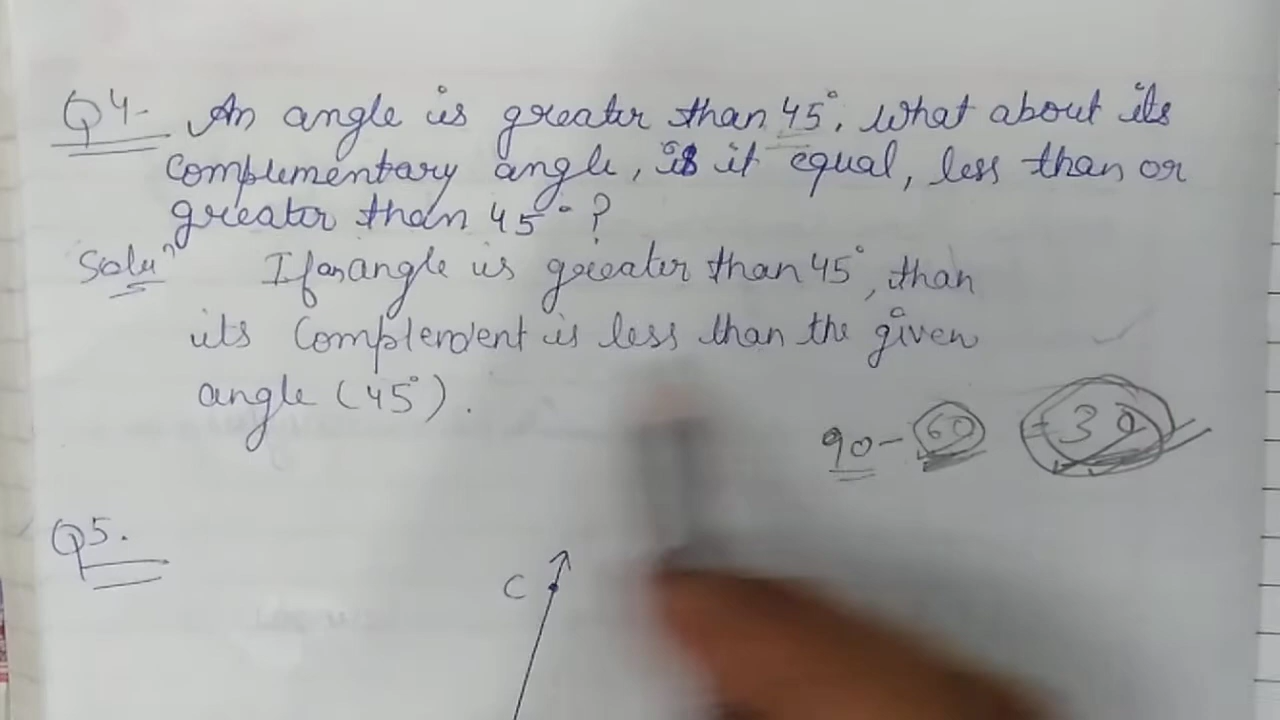 Q4- An angle is greater than 45°. What about its
complementary angle, is it equal, less than or
greater than 45°?
Soluⁿ If an angle is greater than 45°, than
its Complendent is less than the given
angle (45°).
90-60 =30
Q5.
C